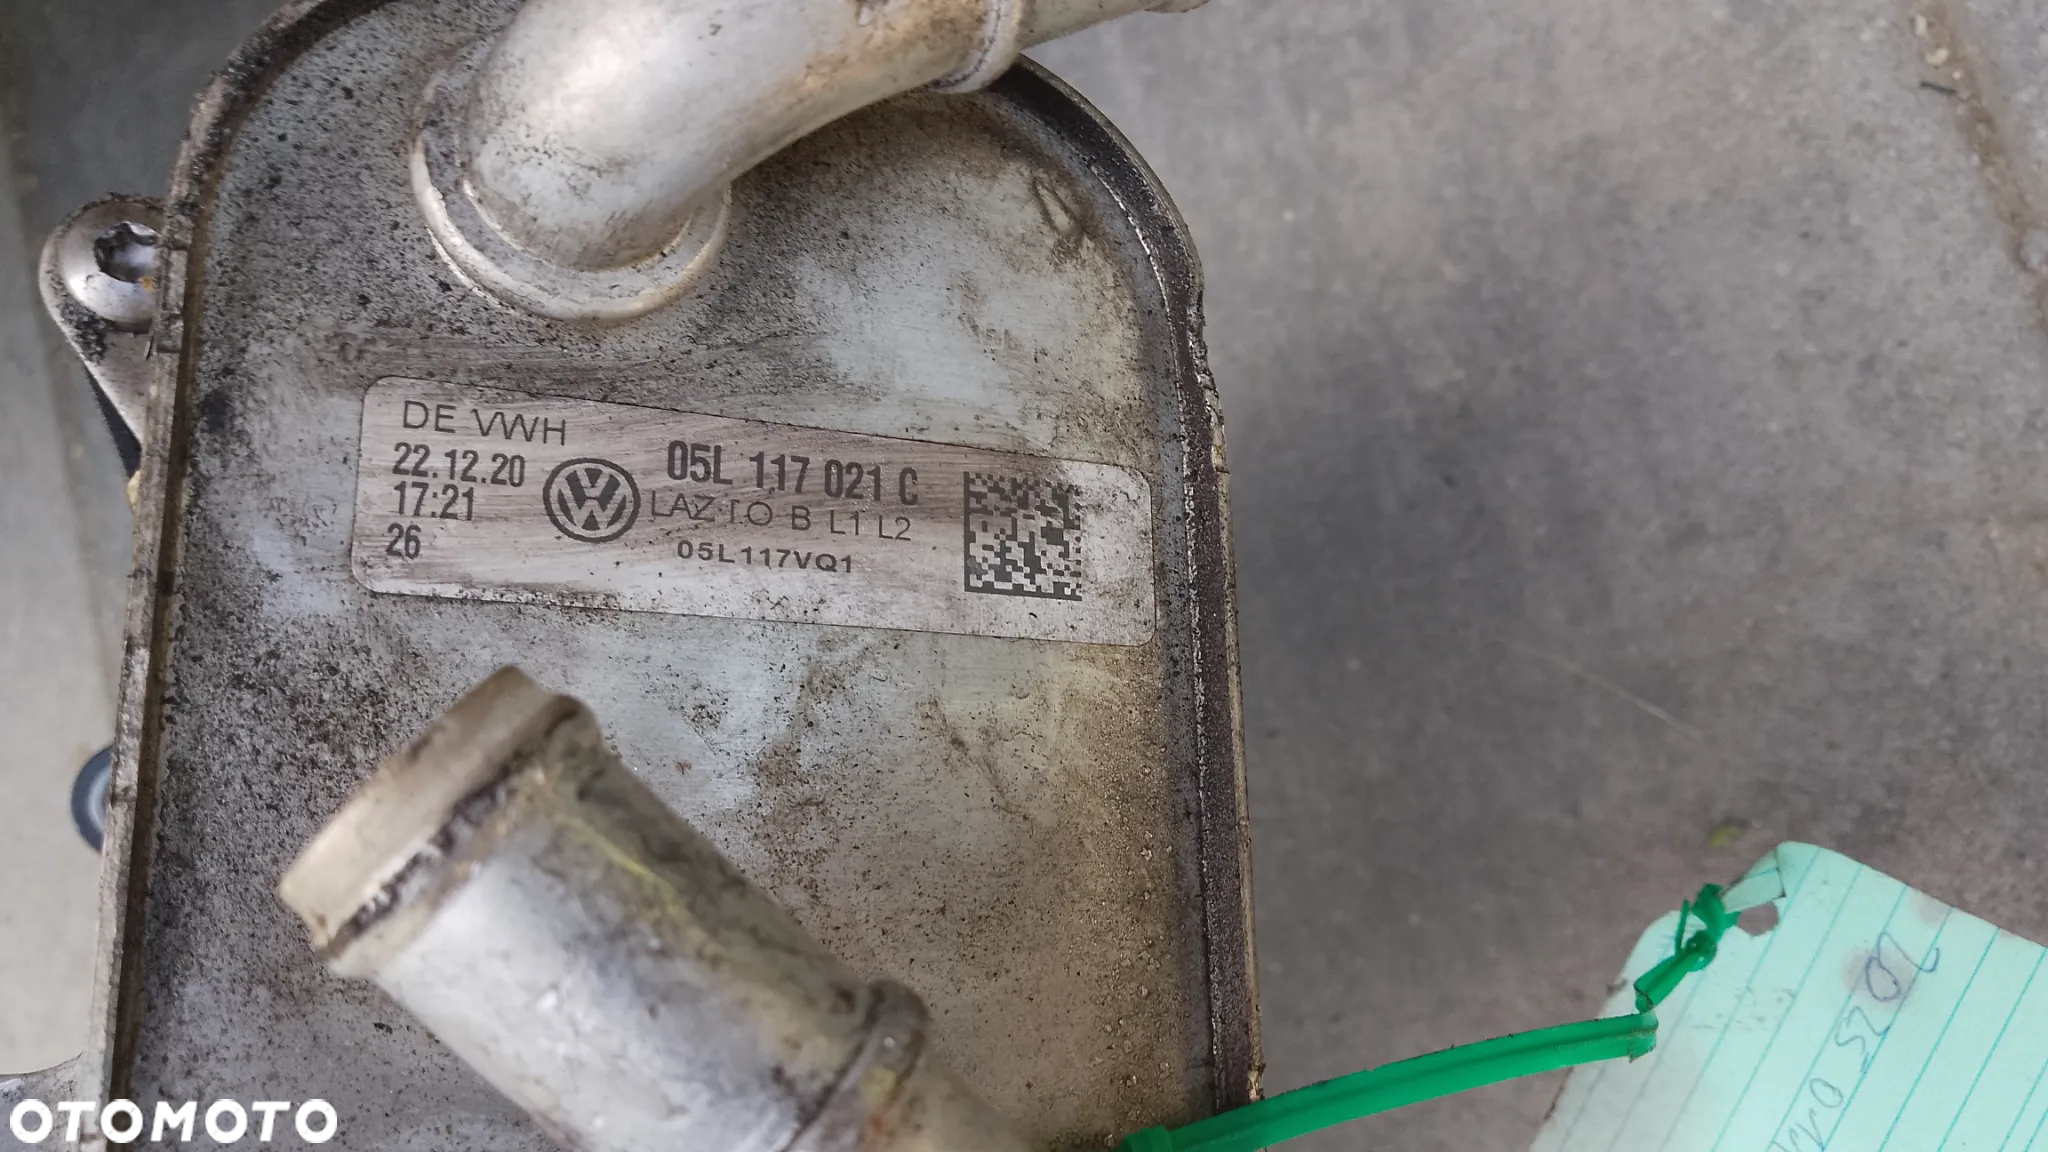 DE VWH
22.12.20
17:21
26
05L 117 021 C
LAZ T.O B L1 L2
05L117VQ1
OTOMOTO